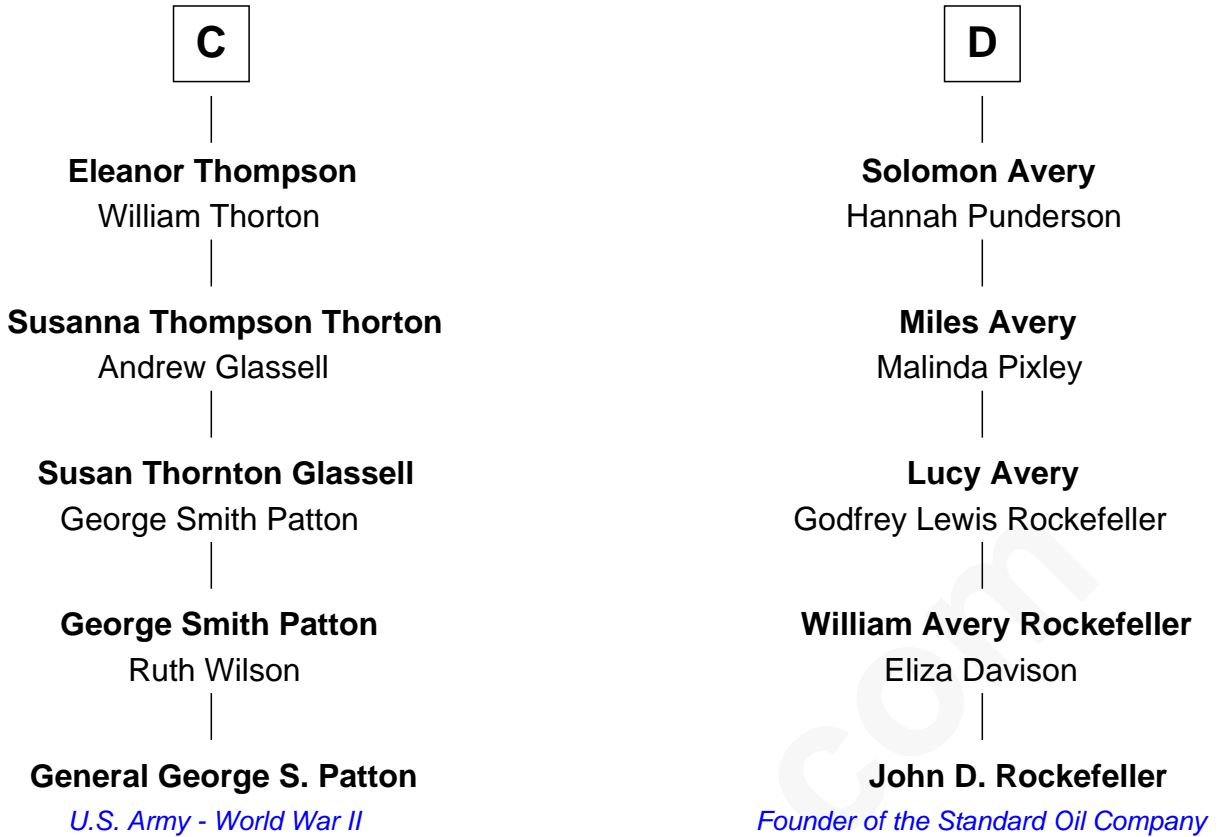 C
Eleanor Thompson
William Thorton
Susanna Thompson Thorton
Andrew Glassell
Susan Thornton Glassell
George Smith Patton
George Smith Patton
Ruth Wilson
General George S. Patton
U.S. Army - World War II
D
Solomon Avery
Hannah Punderson
Miles Avery
Malinda Pixley
Lucy Avery
Godfrey Lewis Rockefeller
William Avery Rockefeller
Eliza Davison
John D. Rockefeller
Founder of the Standard Oil Company
com